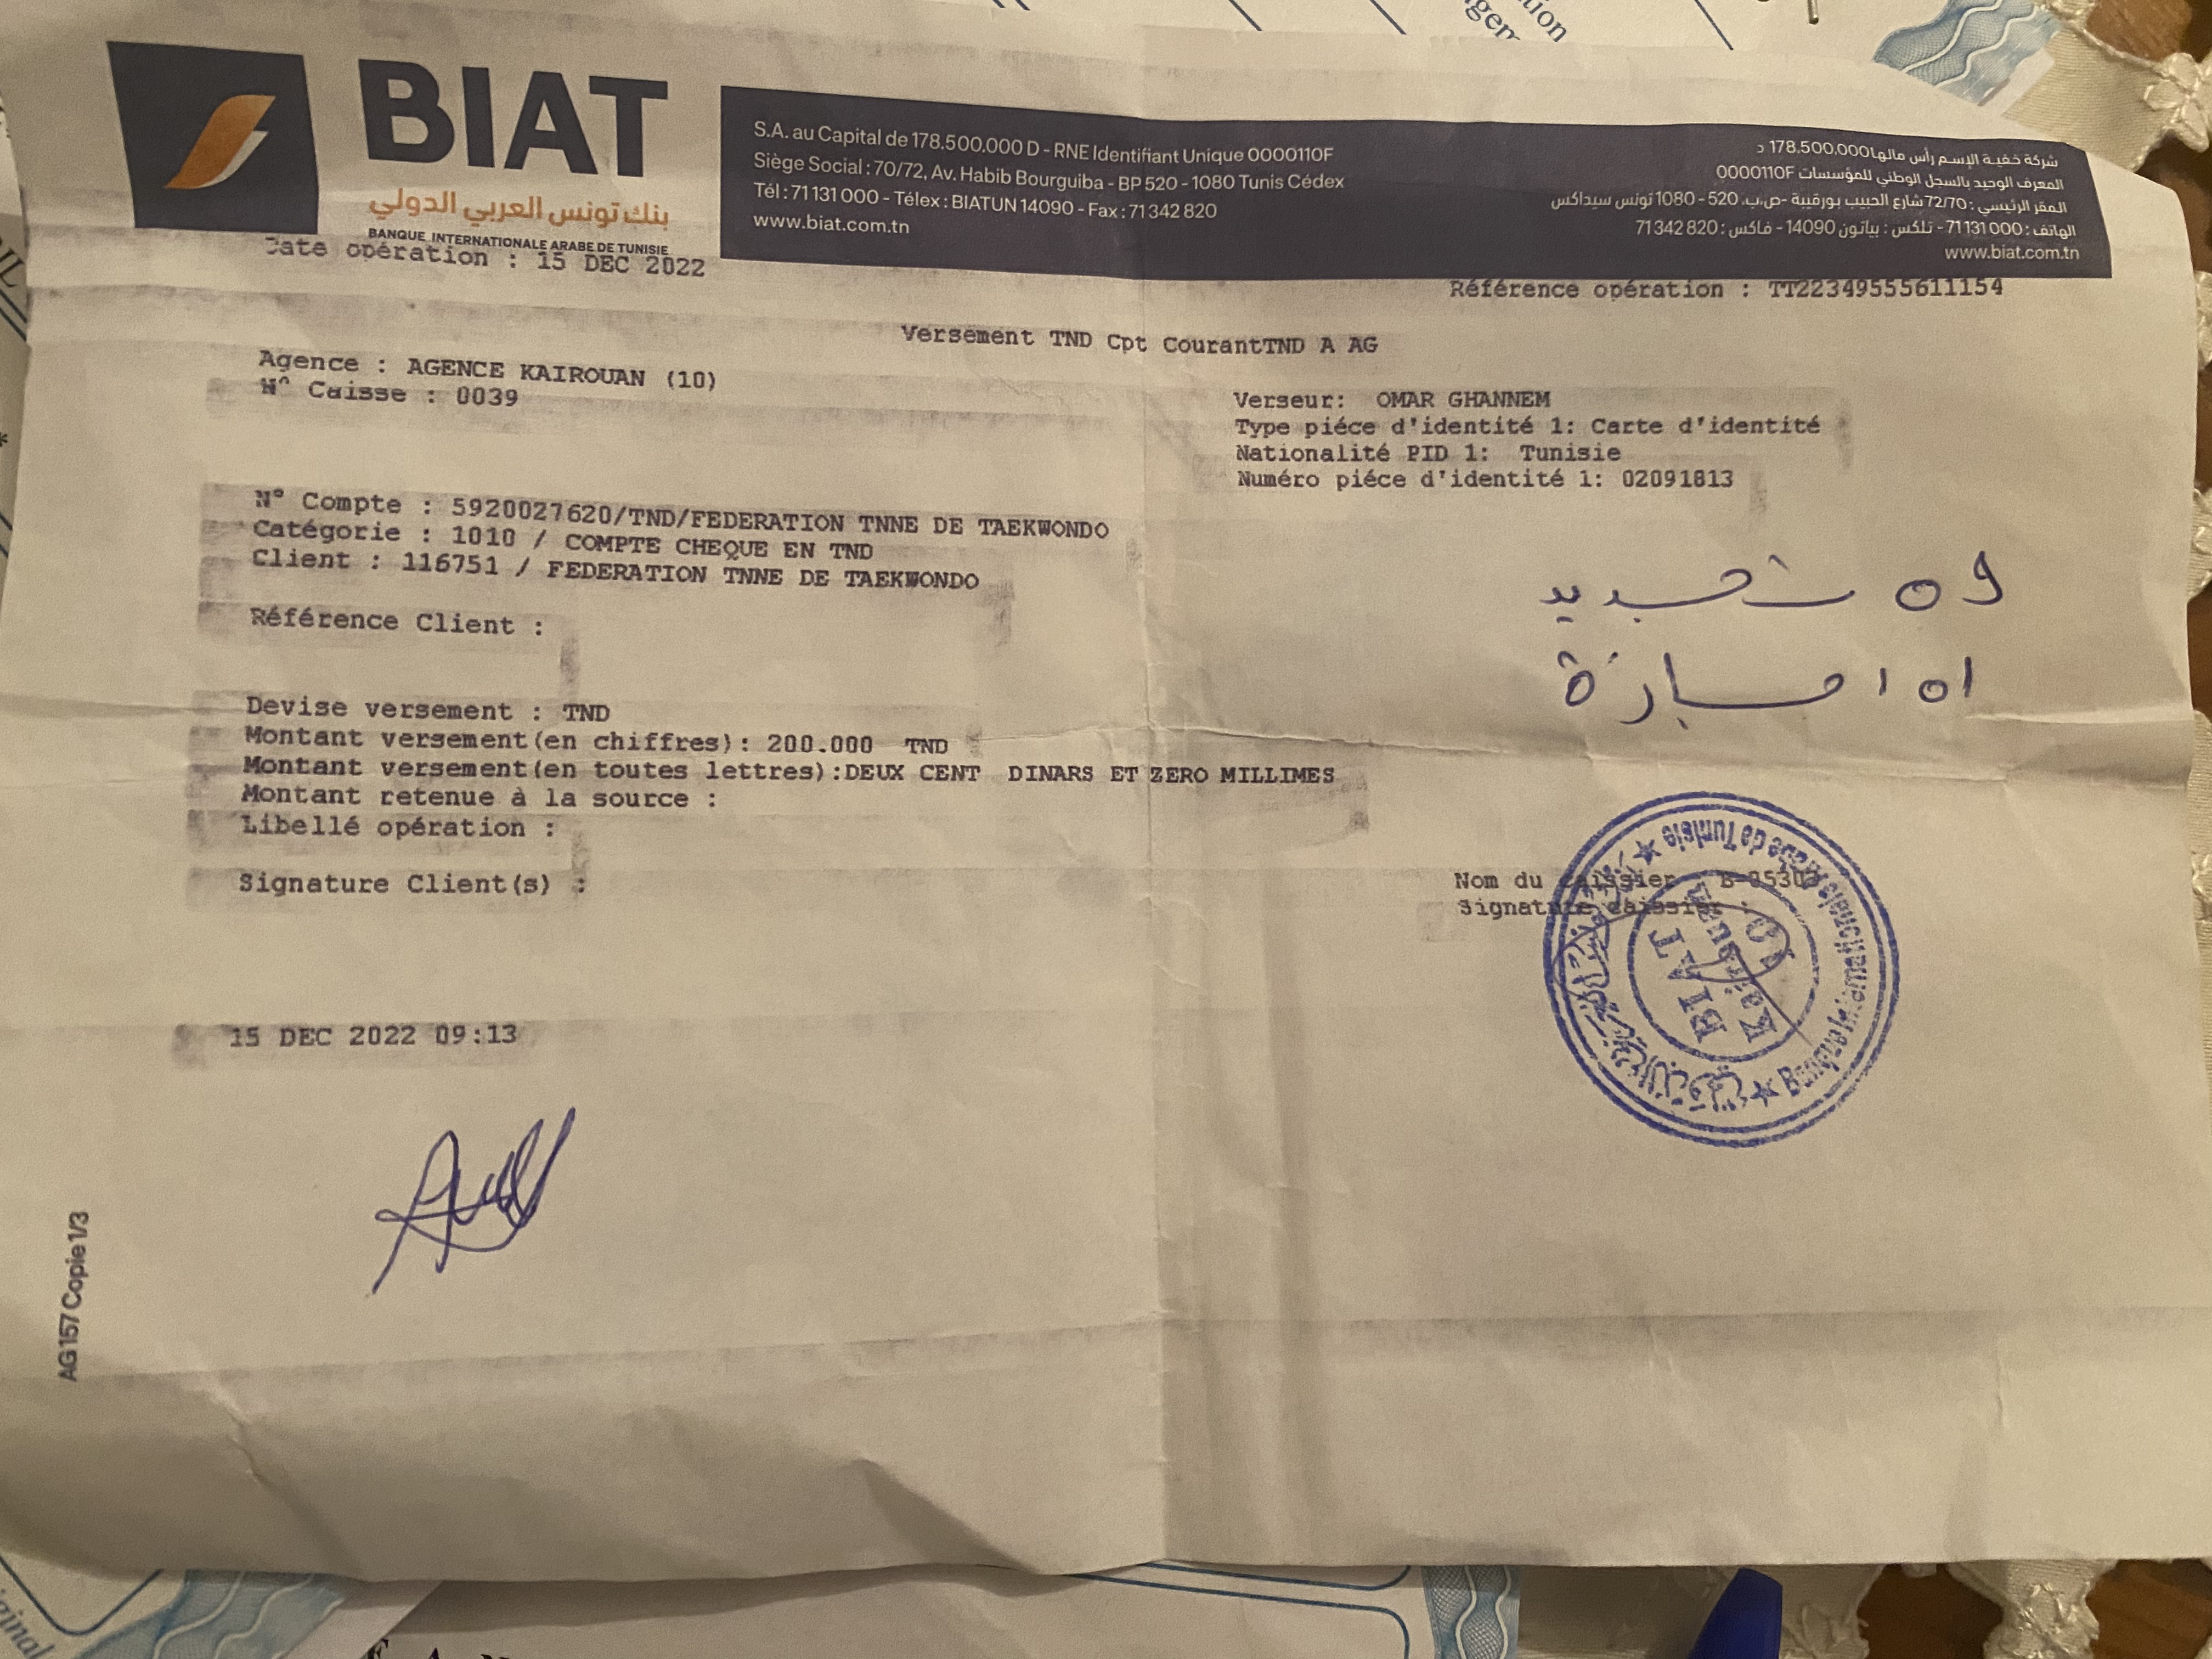 BIAT
بنك تونس العربي الدولي
BANQUE INTERNATIONALE ARABE DE TUNISIE
S.A. au Capital de 178.500.000 D - RNE Identifiant Unique 0000110F
Siège Social : 70/72, Av. Habib Bourguiba - BP 520 - 1080 Tunis Cédex
Tél : 71 131 000 - Télex : BIATUN 14090 - Fax : 71 342 820
www.biat.com.tn
شركة خفية الإسم رأس مالها 178.500.000 د
المعرف الوحيد بالسجل الوطني للمؤسسات 0000110F
المقر الرئيسي : 72/70 شارع الحبيب بورقيبة -ص.ب. 520 - 1080 تونس سيداكس
الهاتف : 71 131 000 - تلكس : بياتون 14090 - فاكس : 71 342 820
www.biat.com.tn
Date opération : 15 DEC 2022
Référence opération : TT22349555611154
Versement TND Cpt CourantTND A AG
Agence : AGENCE KAIROUAN (10)
N° Caisse : 0039
Verseur: OMAR GHANNEM
Type piéce d'identité 1: Carte d'identité
Nationalité PID 1: Tunisie
Numéro piéce d'identité 1: 02091813
N° Compte : 5920027620/TND/FEDERATION TNNE DE TAEKWONDO
Catégorie : 1010 / COMPTE CHEQUE EN TND
Client : 116751 / FEDERATION TNNE DE TAEKWONDO
Référence Client :
Devise versement : TND
Montant versement(en chiffres): 200.000 TND
Montant versement(en toutes lettres):DEUX CENT DINARS ET ZERO MILLIMES
Montant retenue à la source :
Libellé opération :
Signature Client(s) :
Nom du caissier : B-0530
Signature caissier :
BIAT
Kairouan
Banque Internationale Arabe de Tunisie
15 DEC 2022 09:13
AG 157 Copie 1/3